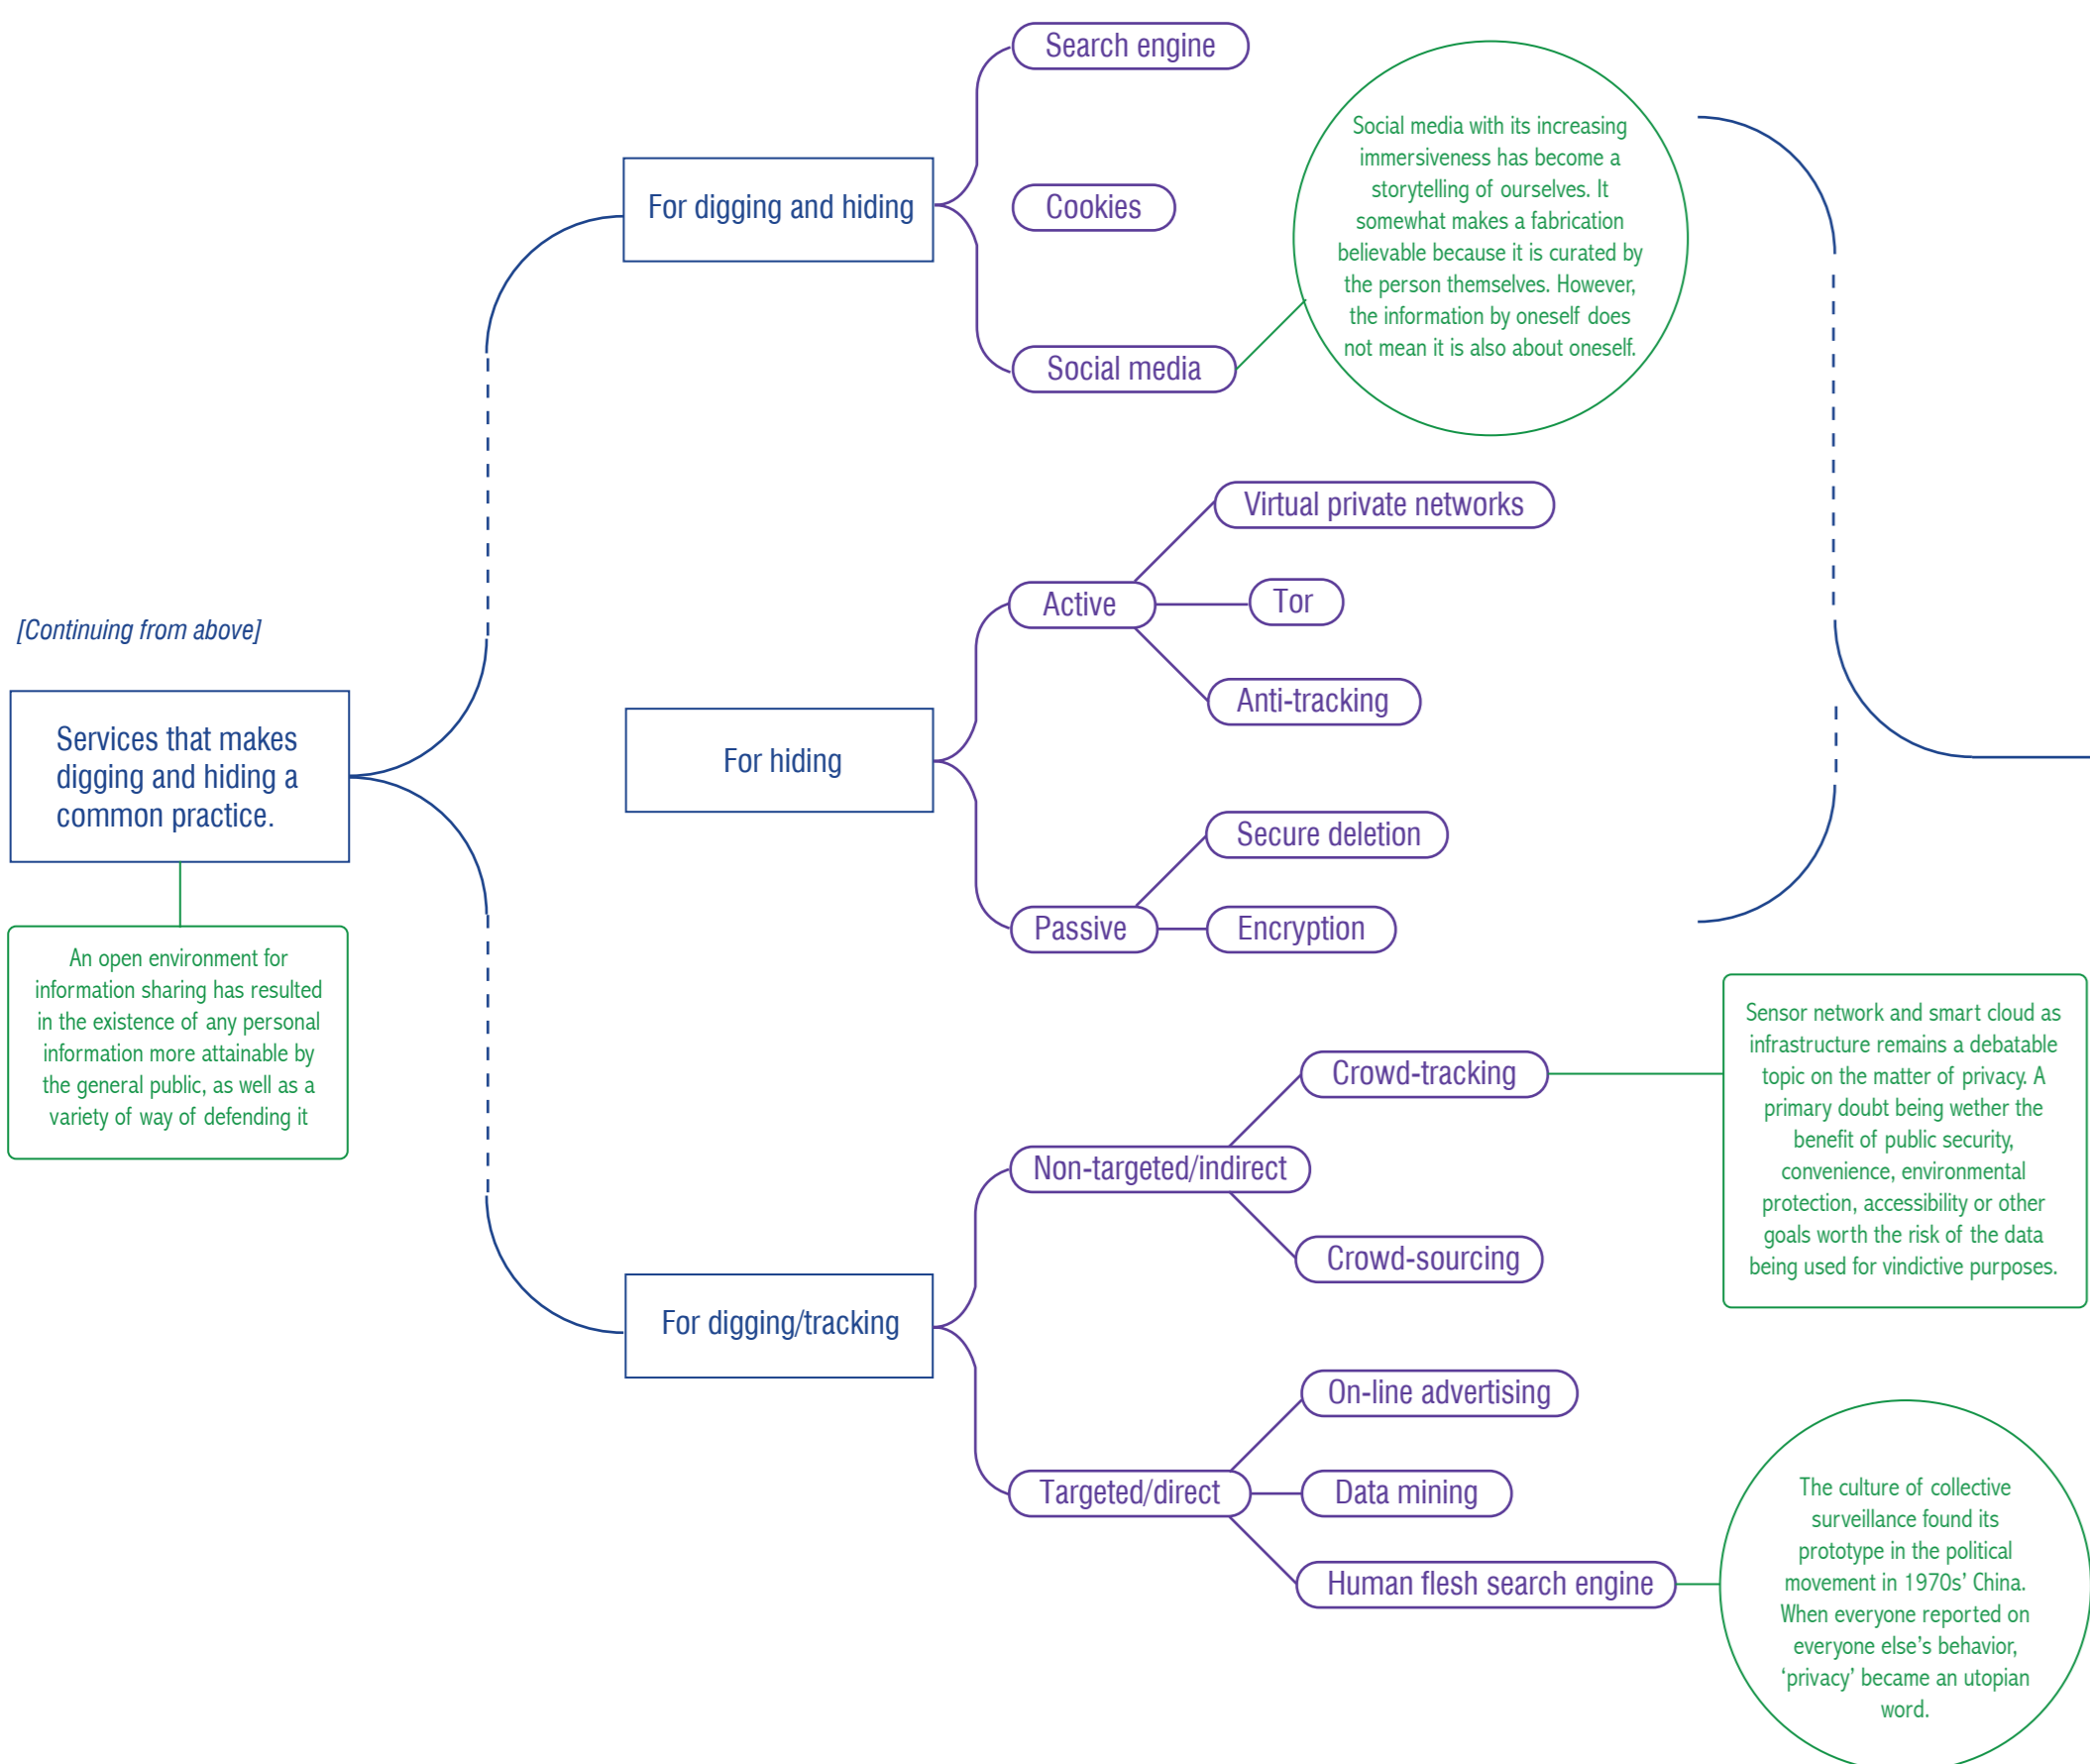 Search engine
For digging and hiding
Cookies
Social media
Social media with its increasing
immersiveness has become a
storytelling of ourselves. It
somewhat makes a fabrication
believable because it is curated by
the person themselves. However,
the information by oneself does
not mean it is also about oneself.
[Continuing from above]
Services that makes
digging and hiding a
common practice.
An open environment for
information sharing has resulted
in the existence of any personal
information more attainable by
the general public, as well as a
variety of way of defending it
For hiding
Active
Virtual private networks
Tor
Anti-tracking
Passive
Secure deletion
Encryption
For digging/tracking
Non-targeted/indirect
Crowd-tracking
Crowd-sourcing
Sensor network and smart cloud as
infrastructure remains a debatable
topic on the matter of privacy. A
primary doubt being wether the
benefit of public security,
convenience, environmental
protection, accessibility or other
goals worth the risk of the data
being used for vindictive purposes.
Targeted/direct
On-line advertising
Data mining
Human flesh search engine
The culture of collective
surveillance found its
prototype in the political
movement in 1970s’ China.
When everyone reported on
everyone else’s behavior,
‘privacy’ became an utopian
word.